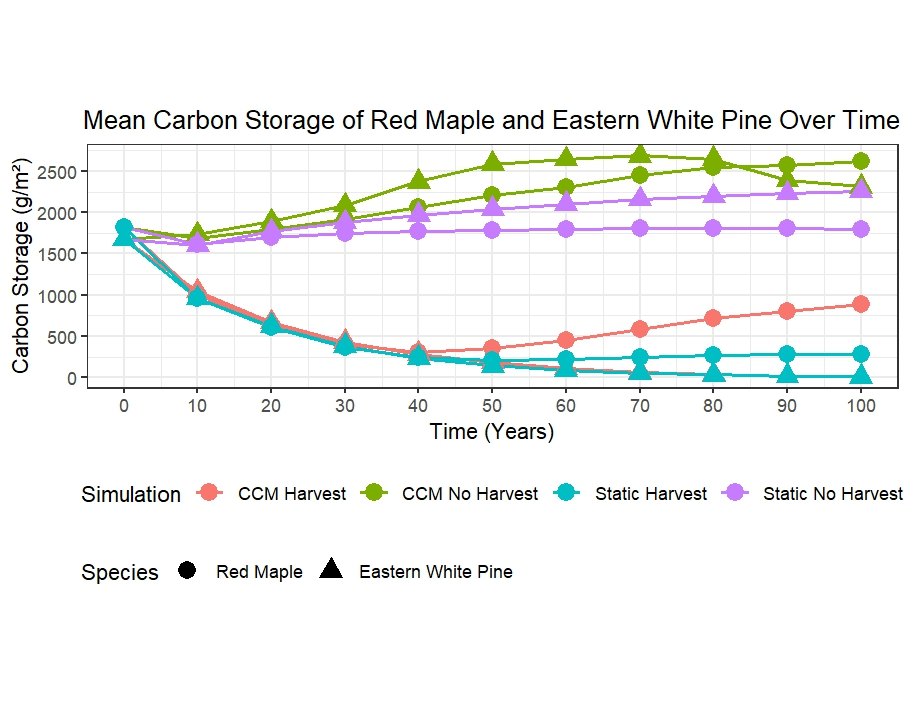 Mean Carbon Storage of Red Maple and Eastern White Pine Over Time
Carbon Storage (g/m²)
2500
2000
1500
1000
500
0
0 10 20 30 40 50 60 70 80 90 100
Time (Years)
Simulation CCM Harvest CCM No Harvest Static Harvest Static No Harvest
Species Red Maple Eastern White Pine